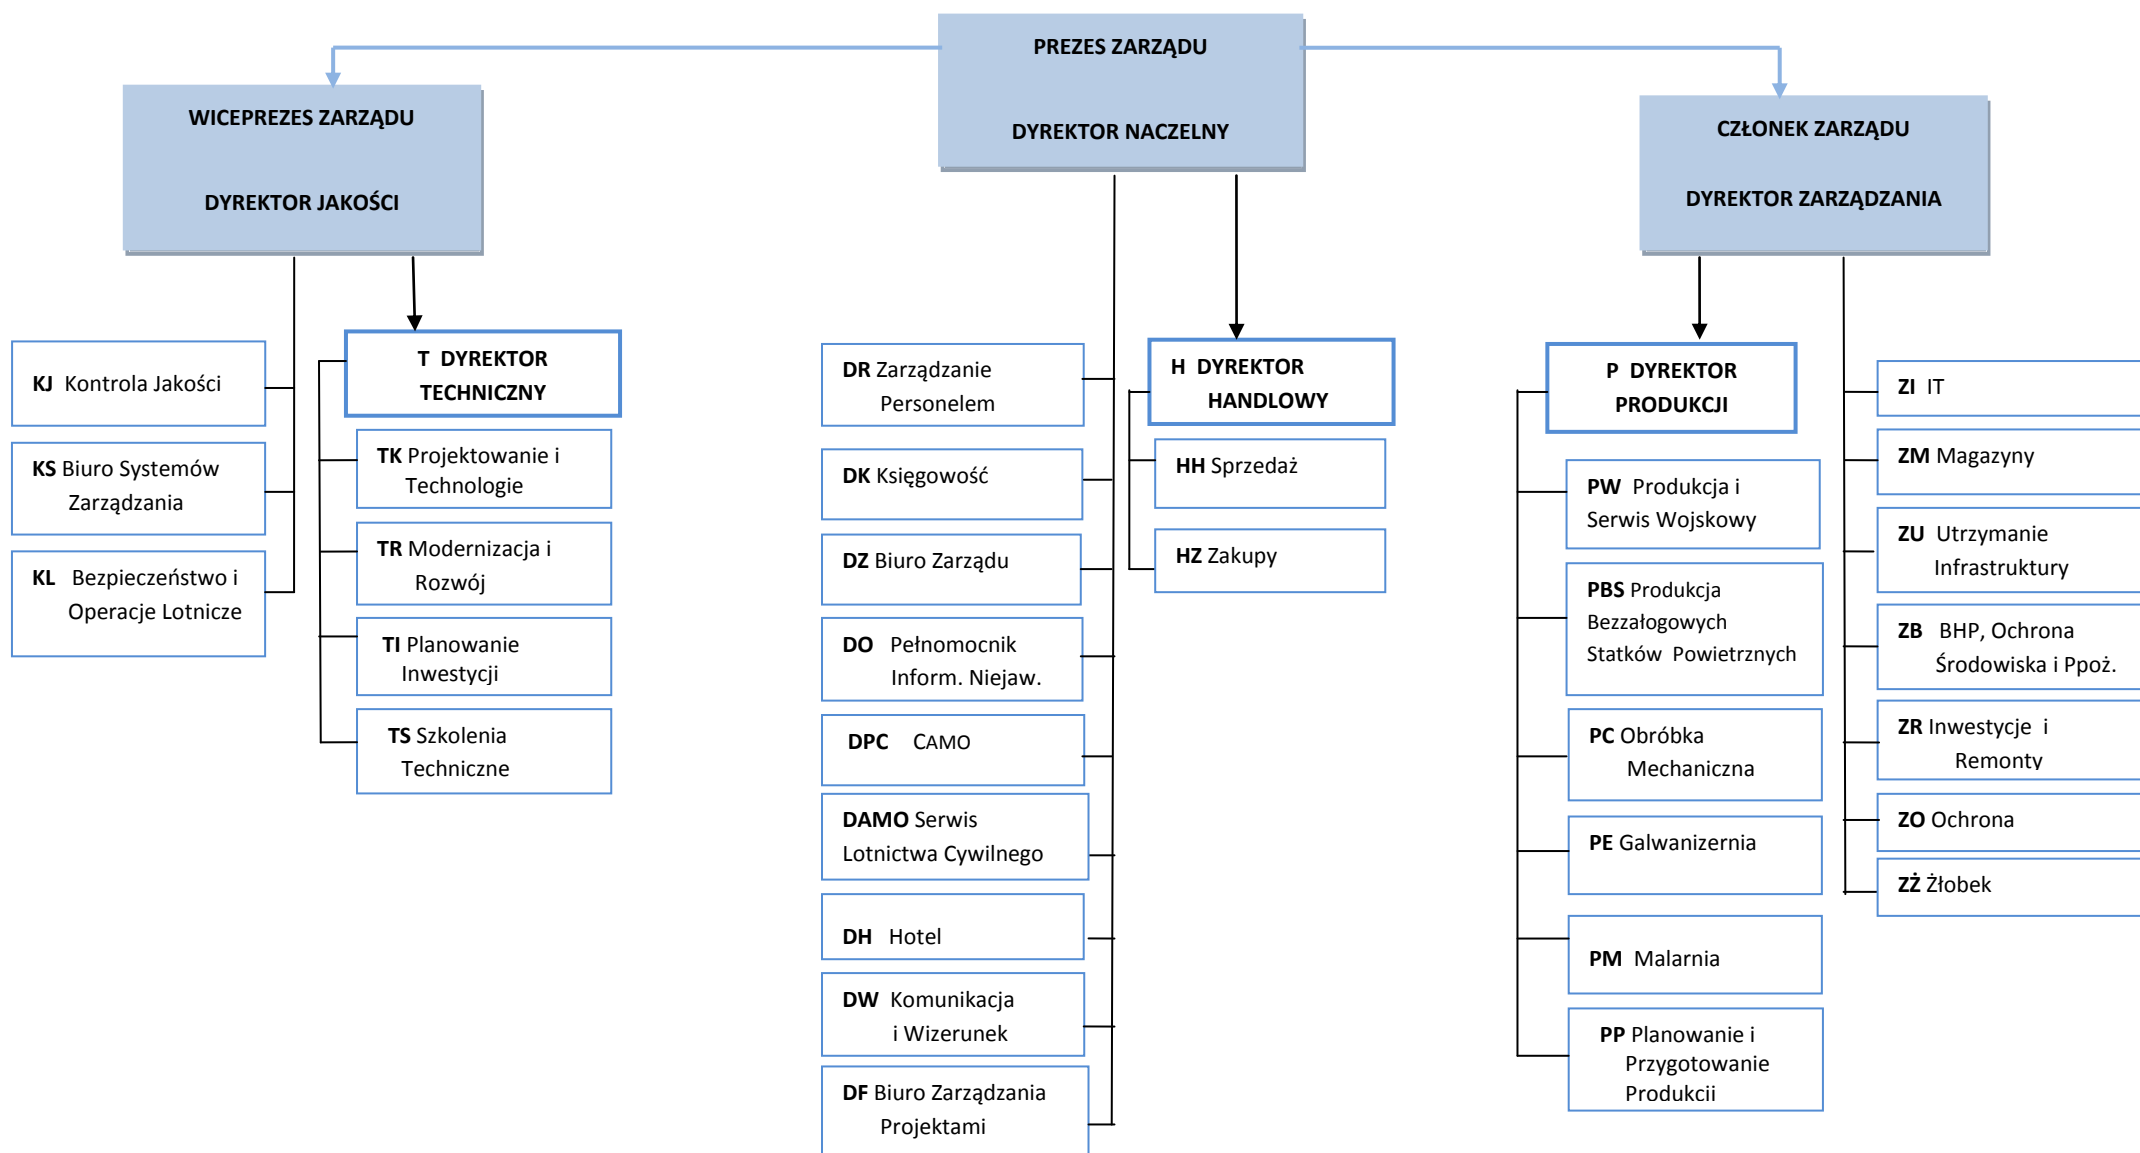 PREZES ZARZĄDU
DYREKTOR NACZELNY
WICEPREZES ZARZĄDU
DYREKTOR JAKOŚCI
CZŁONEK ZARZĄDU
DYREKTOR ZARZĄDZANIA
KJ Kontrola Jakości
KS Biuro Systemów
Zarządzania
KL Bezpieczeństwo i
Operacje Lotnicze
T DYREKTOR
TECHNICZNY
TK Projektowanie i
Technologie
TR Modernizacja i
Rozwój
TI Planowanie
Inwestycji
TS Szkolenia
Techniczne
DR Zarządzanie
Personelem
DK Księgowość
DZ Biuro Zarządu
DO Pełnomocnik
Inform. Niejaw.
DPC CAMO
DAMO Serwis
Lotnictwa Cywilnego
DH Hotel
DW Komunikacja
i Wizerunek
DF Biuro Zarządzania
Projektami
H DYREKTOR
HANDLOWY
HH Sprzedaż
HZ Zakupy
P DYREKTOR
PRODUKCJI
PW Produkcja i
Serwis Wojskowy
PBS Produkcja
Bezzałogowych
Statków Powietrznych
PC Obróbka
Mechaniczna
PE Galwanizernia
PM Malarnia
PP Planowanie i
Przygotowanie
Produkcji
ZI IT
ZM Magazyny
ZU Utrzymanie
Infrastruktury
ZB BHP, Ochrona
Środowiska i Ppoż.
ZR Inwestycje i
Remonty
ZO Ochrona
ZŻ Żłobek